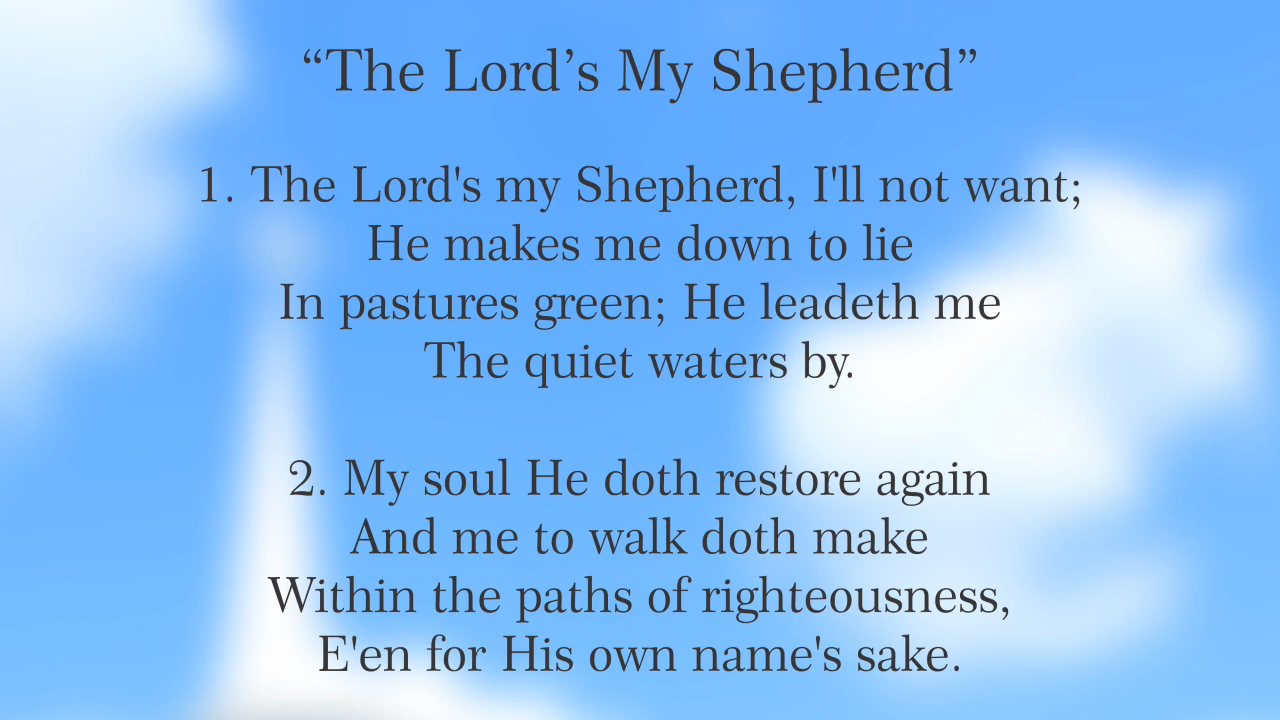 “The Lord’s My Shepherd”
1. The Lord's my Shepherd, I'll not want;
He makes me down to lie
In pastures green; He leadeth me
The quiet waters by.
2. My soul He doth restore again
And me to walk doth make
Within the paths of righteousness,
E'en for His own name's sake.